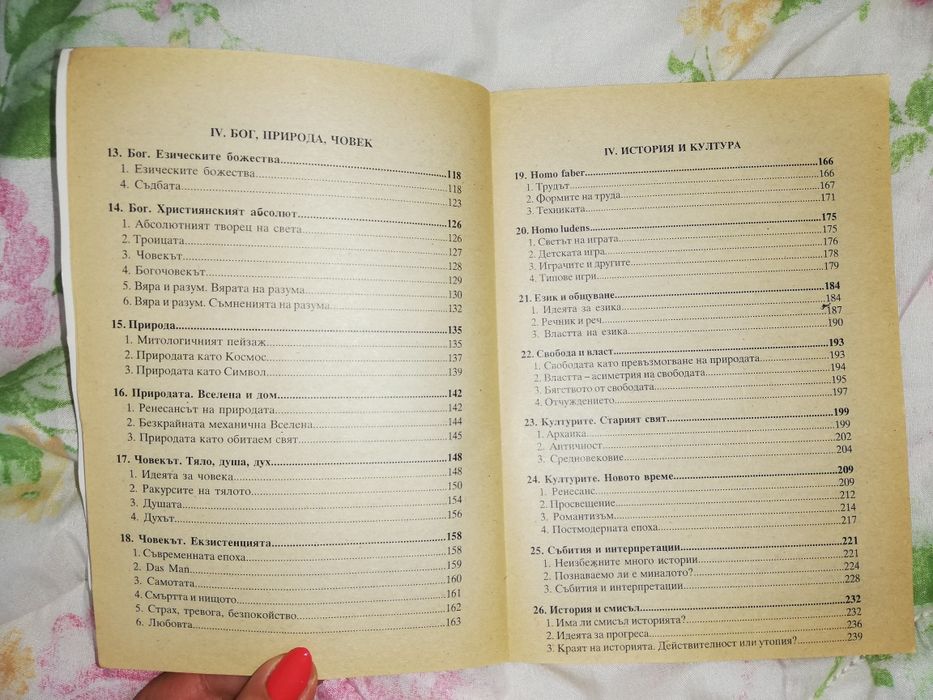 IV. БОГ, ПРИРОДА, ЧОВЕК
13. Бог. Езическите божества....118
1. Езическите божества....118
4. Съдбата....123
14. Бог. Християнският абсолют....126
1. Абсолютният творец на света....126
2. Троицата....127
3. Човекът....128
4. Богочовекът....129
5. Вяра и разум. Вярата на разума....130
6. Вяра и разум. Съмненията на разума....132
15. Природа....135
1. Митологичният пейзаж....135
2. Природата като Космос....137
3. Природата като Символ....139
16. Природата. Вселена и дом....142
1. Ренесансът на природата....142
2. Безкрайната механична Вселена....144
3. Природата като обитаем свят....145
17. Човекът. Тяло, душа, дух....148
1. Идеята за човека....148
2. Ракурсите на тялото....150
3. Душата....154
4. Духът....156
18. Човекът. Екзистенцията....158
1. Съвременната епоха....158
2. Das Man....159
3. Самотата....160
4. Смъртта и нищото....161
5. Страх, тревога, безпокойство....162
6. Любовта....163
IV. ИСТОРИЯ И КУЛТУРА
19. Homo faber....166
1. Трудът....166
2. Формите на труда....167
3. Техниката....171
20. Homo ludens....175
1. Светът на играта....175
2. Детската игра....176
3. Играчите и другите....178
4. Типове игри....179
21. Език и общуване....184
1. Идеята за езика....184
2. Речник и реч....187
3. Властта на езика....190
22. Свобода и власт....193
1. Свободата като превъзмогване на природата....193
2. Властта – асиметрия на свободата....194
3. Бягството от свободата....195
4. Отчуждението....197
23. Културите. Старият свят....199
1. Архаика....199
2. Античност....202
3. Средновековие....204
24. Културите. Новото време....209
1. Ренесанс....209
2. Просвещение....212
3. Романтизъм....214
4. Постмодерната епоха....217
25. Събития и интерпретации....221
1. Неизбежните много истории....221
2. Познаваемо ли е миналото?....224
3. Събития и интерпретации....228
26. История и смисъл....232
1. Има ли смисъл историята?....232
2. Идеята за прогреса....236
3. Краят на историята. Действителност или утопия?....239